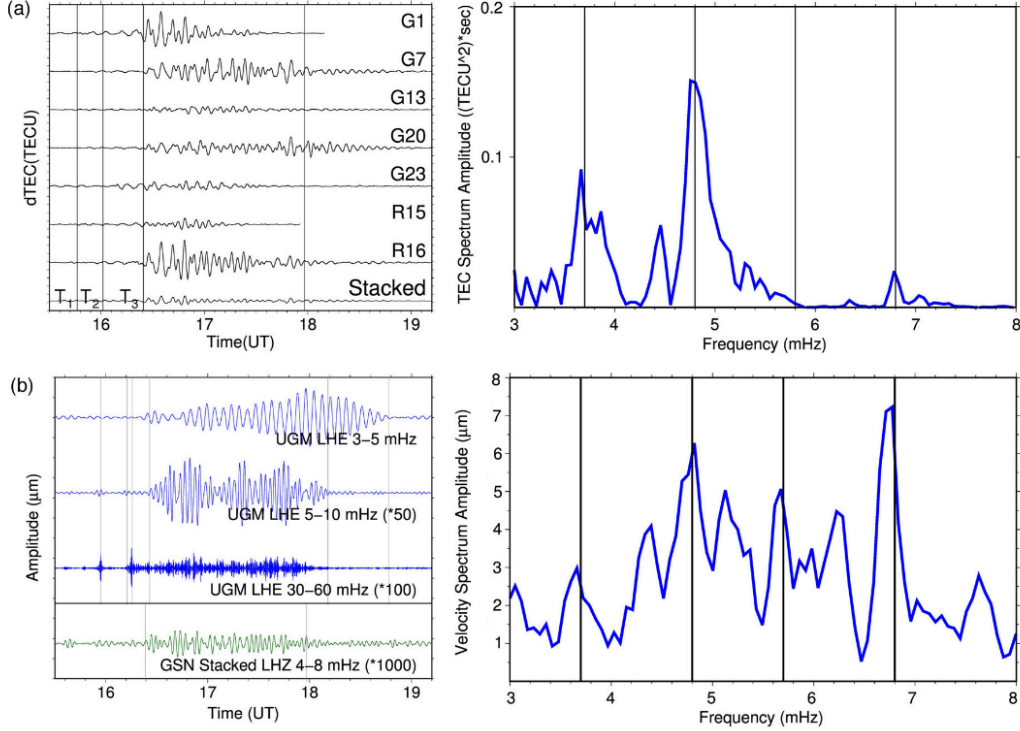 (a)
G1
G7
G13
G20
G23
R15
R16
Stacked
T1 T2 T3
dTEC(TECU)
16 17 18 19
Time(UT)
0.2
0.1
TEC Spectrum Amplitude ((TECU^2)*sec)
3 4 5 6 7 8
Frequency (mHz)
(b)
UGM LHE 3–5 mHz
UGM LHE 5–10 mHz (*50)
UGM LHE 30–60 mHz (*100)
GSN Stacked LHZ 4–8 mHz (*1000)
Amplitude (μm)
16 17 18 19
Time (UT)
8
7
6
5
4
3
2
1
Velocity Spectrum Amplitude (μm)
3 4 5 6 7 8
Frequency (mHz)